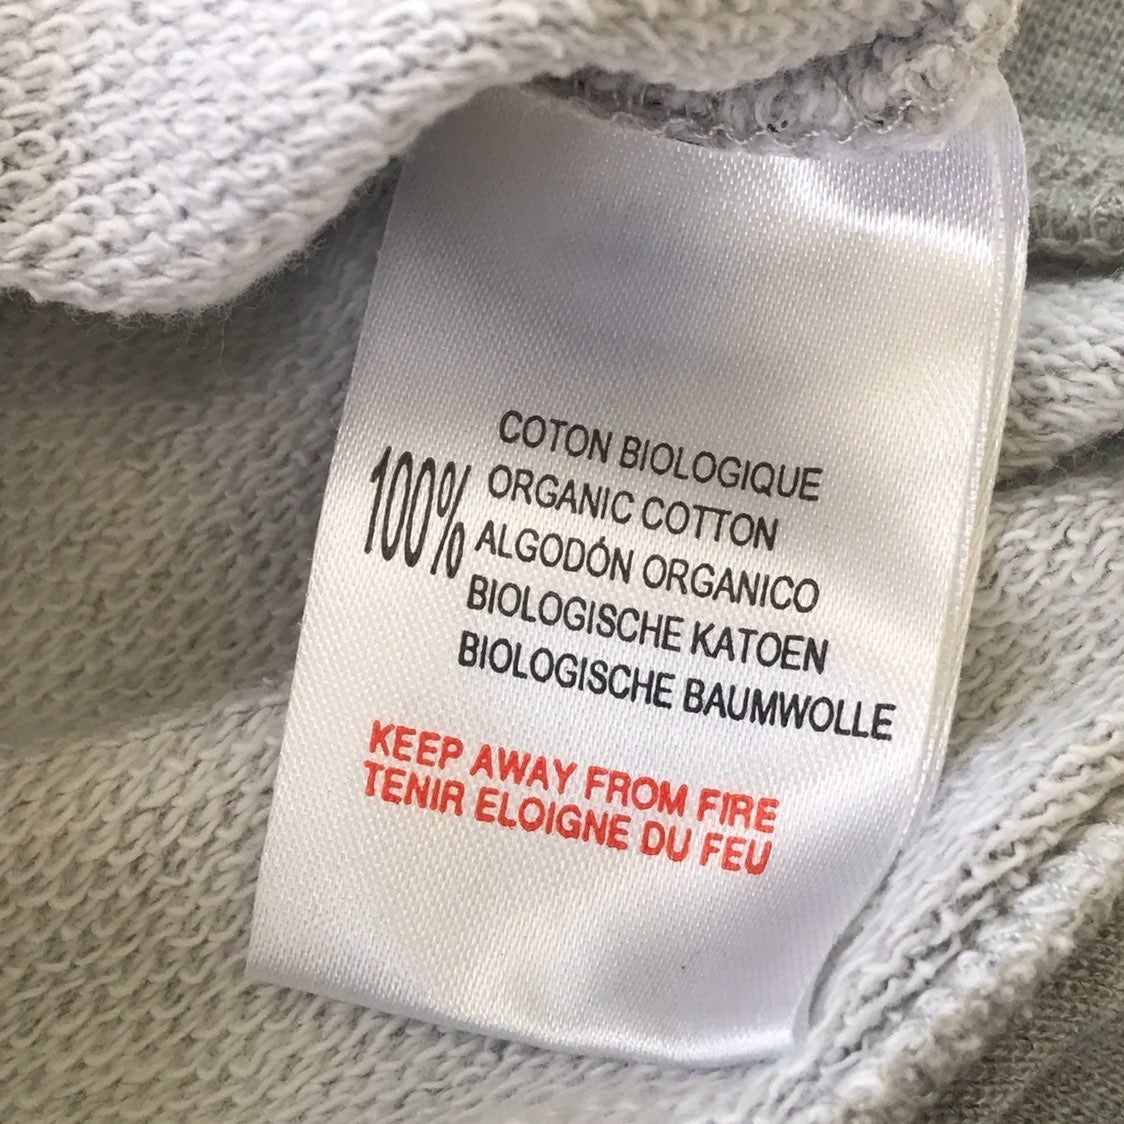 COTON BIOLOGIQUE
100% ORGANIC COTTON
ALGODÓN ORGANICO
BIOLOGISCHE KATOEN
BIOLOGISCHE BAUMWOLLE
KEEP AWAY FROM FIRE
TENIR ELOIGNE DU FEU